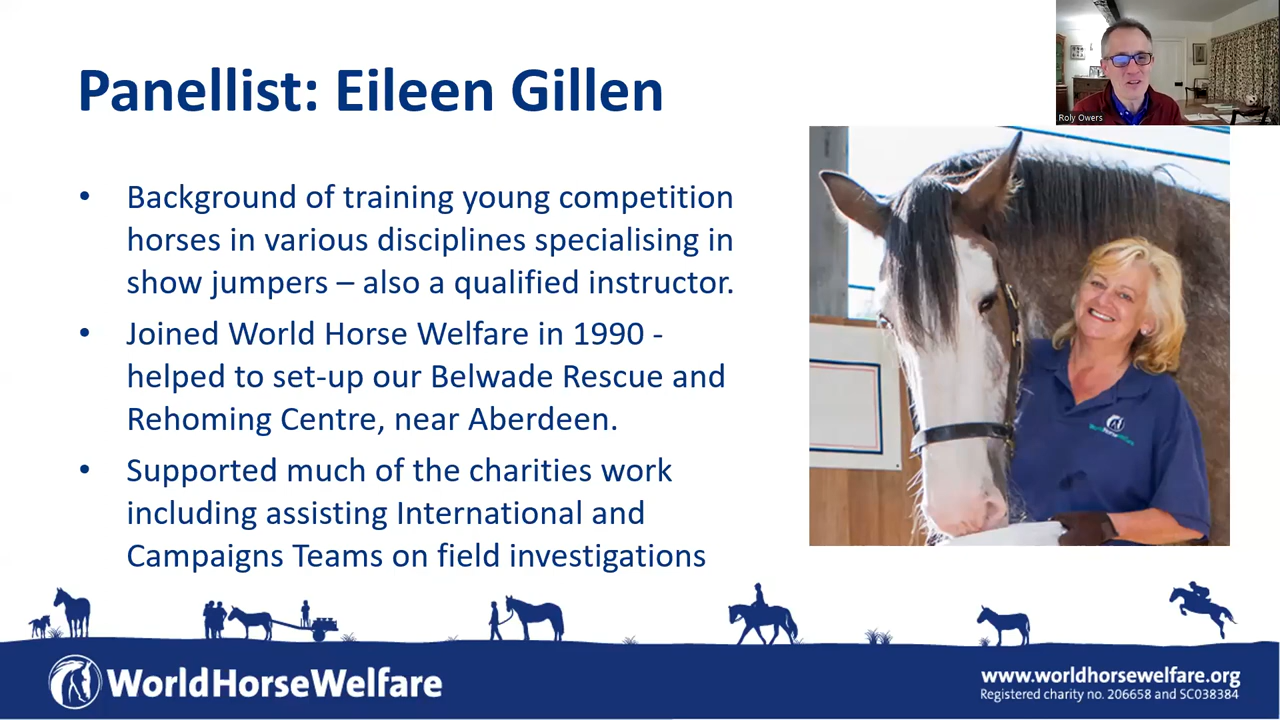 Panellist: Eileen Gillen
Roly Owers
• Background of training young competition
horses in various disciplines specialising in
show jumpers – also a qualified instructor.
• Joined World Horse Welfare in 1990 -
helped to set-up our Belwade Rescue and
Rehoming Centre, near Aberdeen.
• Supported much of the charities work
including assisting International and
Campaigns Teams on field investigations
WorldHorseWelfare
www.worldhorsewelfare.org
Registered charity no. 206658 and SC038384